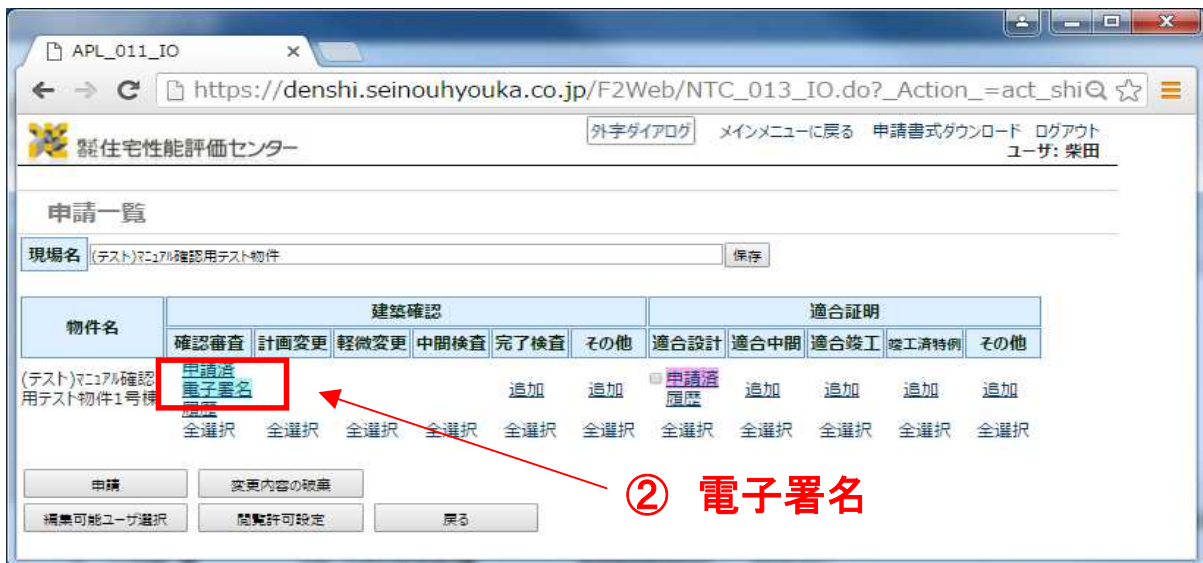 APL_011_IO
https://denshi.seinouhyouka.co.jp/F2Web/NTC_013_IO.do?_Action_=act_shi
外字ダイアログ メインメニューに戻る 申請書式ダウンロード ログアウト
株式会社住宅性能評価センター
ユーザ: 柴田
申請一覧
現場名 (テスト)マニュアル確認用テスト物件 保存
物件名 建築確認 適合証明
確認審査 計画変更 軽微変更 中間検査 完了検査 その他 適合設計 適合中間 適合竣工 竣工済特例 その他
(テスト)マニュアル確認用テスト物件1号棟
申請済
電子署名
履歴
追加 追加
申請済
履歴
追加 追加 追加 追加
全選択 全選択 全選択 全選択 全選択 全選択 全選択 全選択 全選択 全選択 全選択
申請 変更内容の破棄
② 電子署名
編集可能ユーザ選択 閲覧許可設定 戻る